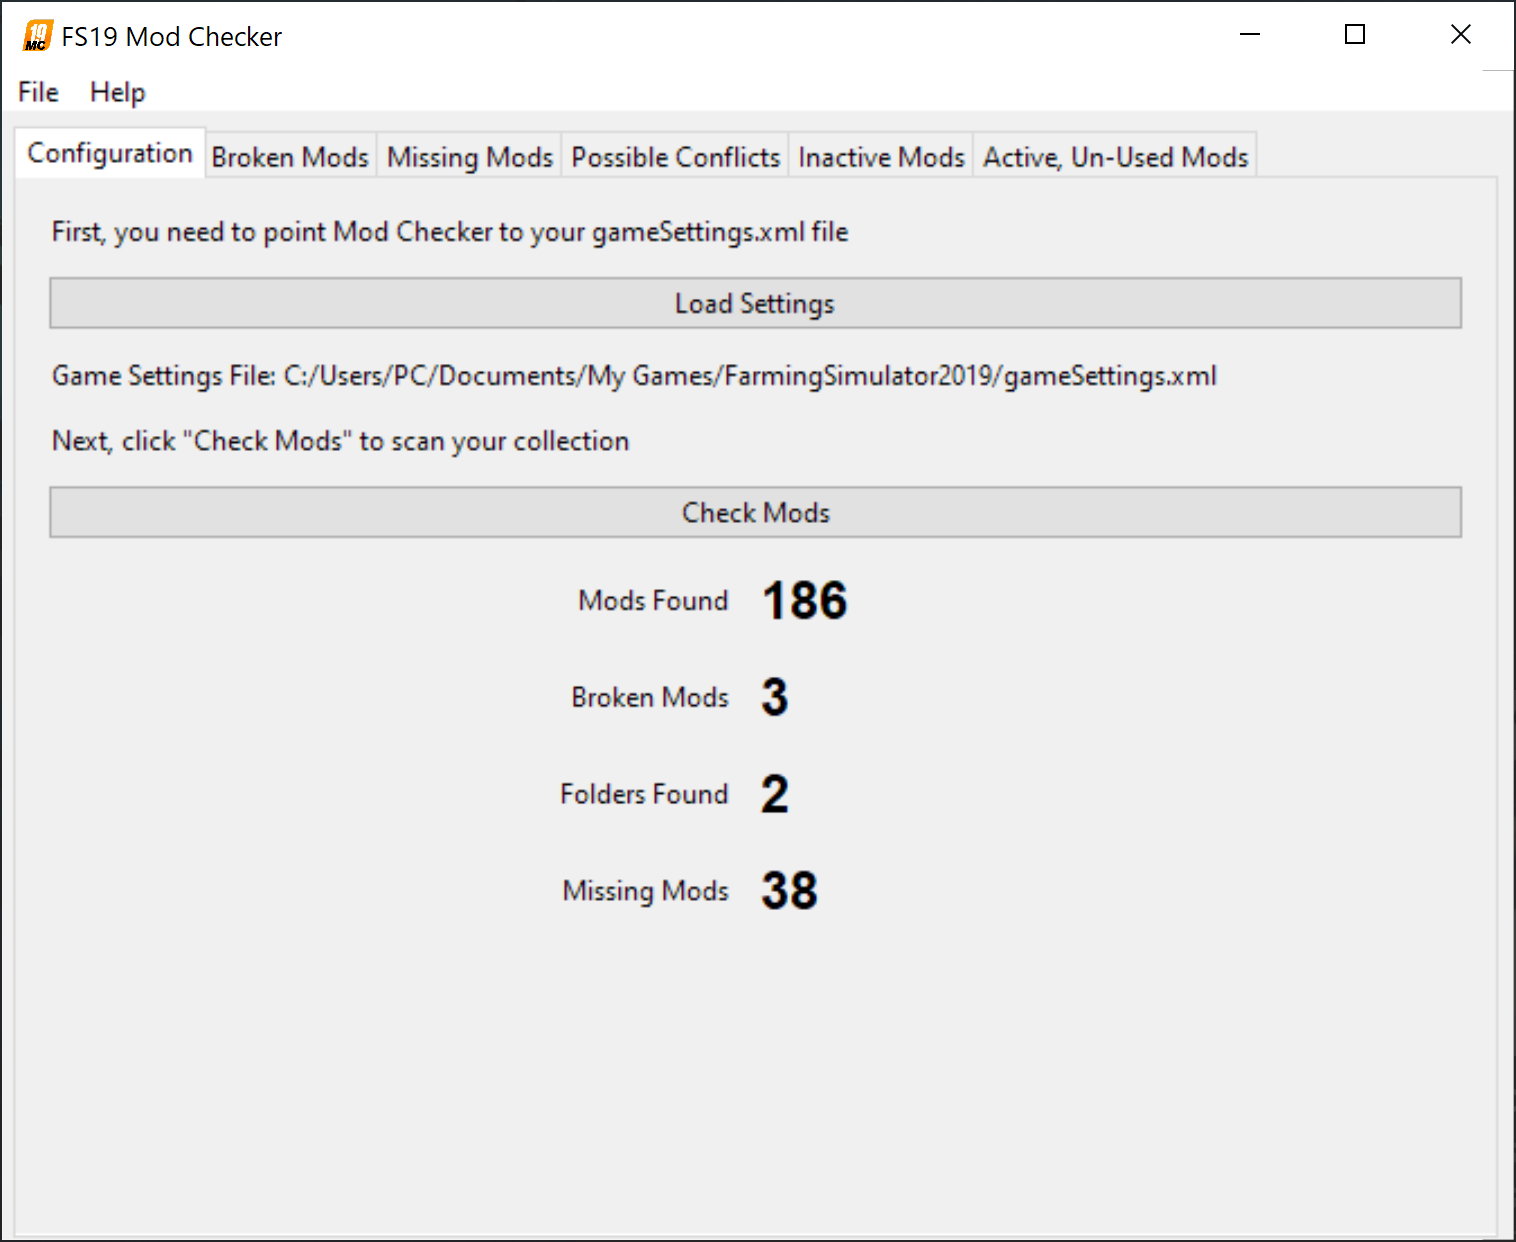 19
MC
FS19 Mod Checker
File Help
Configuration Broken Mods Missing Mods Possible Conflicts Inactive Mods Active, Un-Used Mods
First, you need to point Mod Checker to your gameSettings.xml file
Load Settings
Game Settings File: C:/Users/PC/Documents/My Games/FarmingSimulator2019/gameSettings.xml
Next, click "Check Mods" to scan your collection
Check Mods
Mods Found 186
Broken Mods 3
Folders Found 2
Missing Mods 38